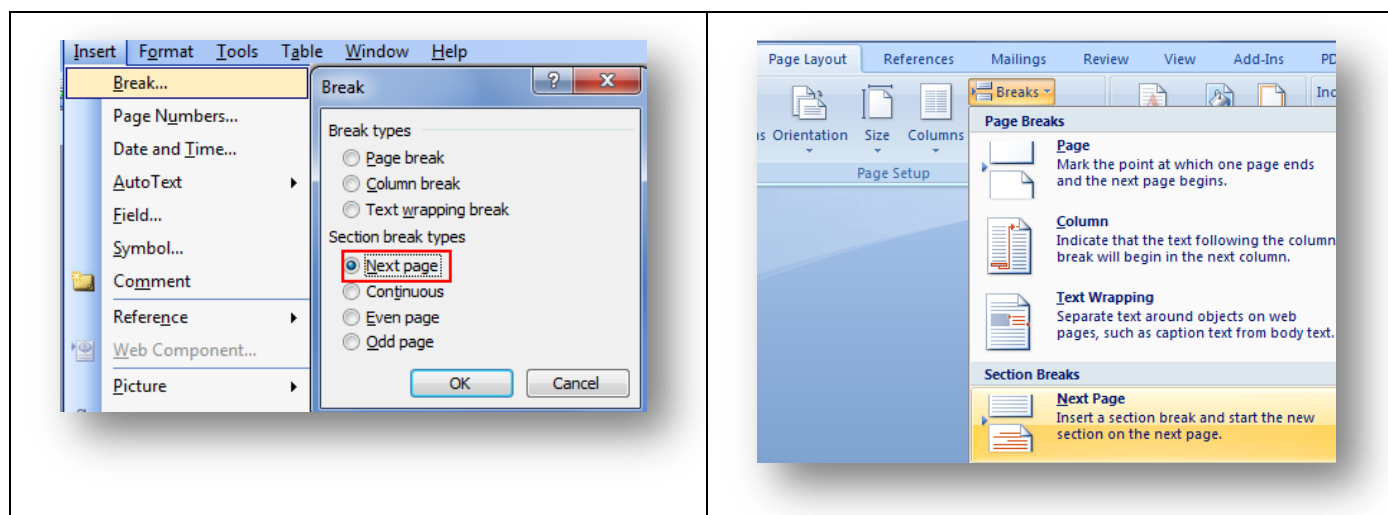 Insert Format Tools Table Window Help
Break...
Page Numbers...
Date and Time...
AutoText
Field...
Symbol...
Comment
Reference
Web Component...
Picture
Break
?
Break types
Page break
Column break
Text wrapping break
Section break types
Next page
Continuous
Even page
Odd page
OK Cancel
Page Layout References Mailings Review View Add-Ins PD
Breaks
Orientation Size Columns
Page Setup
Page Breaks
Page
Mark the point at which one page ends
and the next page begins.
Column
Indicate that the text following the column
break will begin in the next column.
Text Wrapping
Separate text around objects on web
pages, such as caption text from body text.
Section Breaks
Next Page
Insert a section break and start the new
section on the next page.